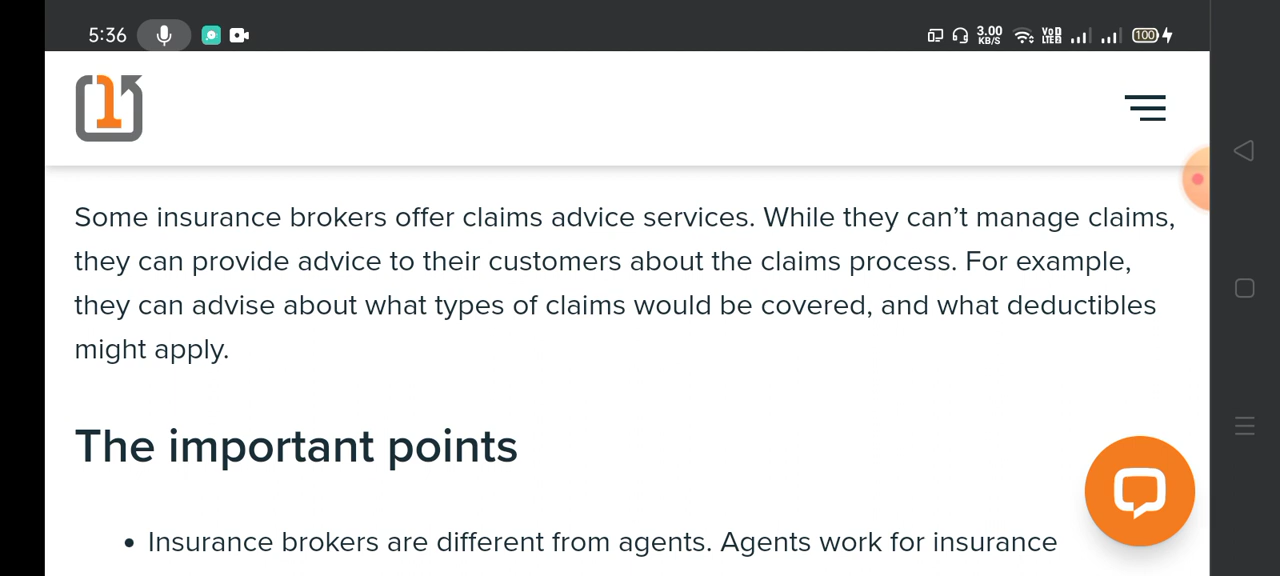 5:36
3.00
KB/S
VoD
LTE2
100
1
Some insurance brokers offer claims advice services. While they can’t manage claims,
they can provide advice to their customers about the claims process. For example,
they can advise about what types of claims would be covered, and what deductibles
might apply.
The important points
• Insurance brokers are different from agents. Agents work for insurance